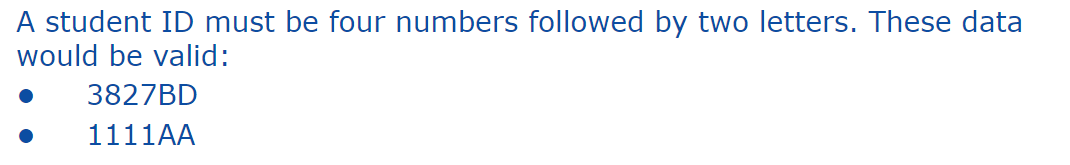 A student ID must be four numbers followed by two letters. These data
would be valid:
● 3827BD
● 1111AA